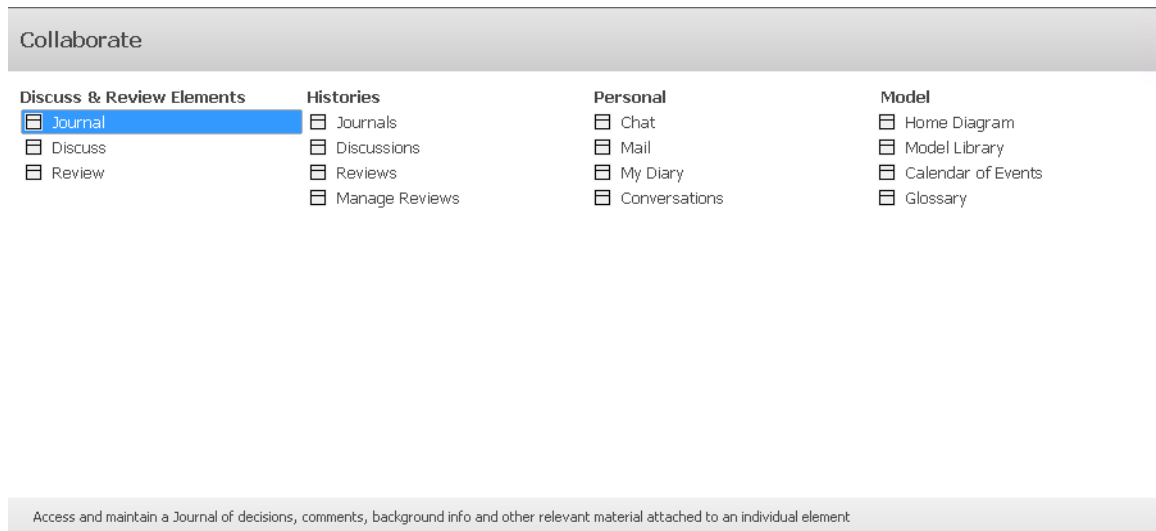 Collaborate
Discuss & Review Elements
Journal
Discuss
Review
Histories
Journals
Discussions
Reviews
Manage Reviews
Personal
Chat
Mail
My Diary
Conversations
Model
Home Diagram
Model Library
Calendar of Events
Glossary
Access and maintain a Journal of decisions, comments, background info and other relevant material attached to an individual element